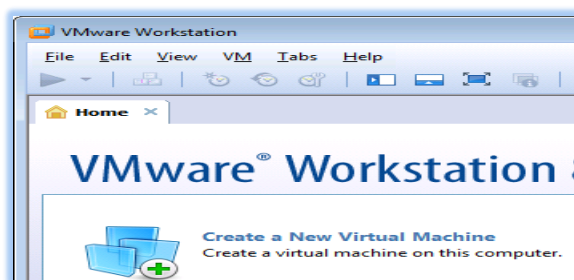 VMware Workstation
File Edit View VM Tabs Help
Home
VMware® Workstation
Create a New Virtual Machine
Create a virtual machine on this computer.